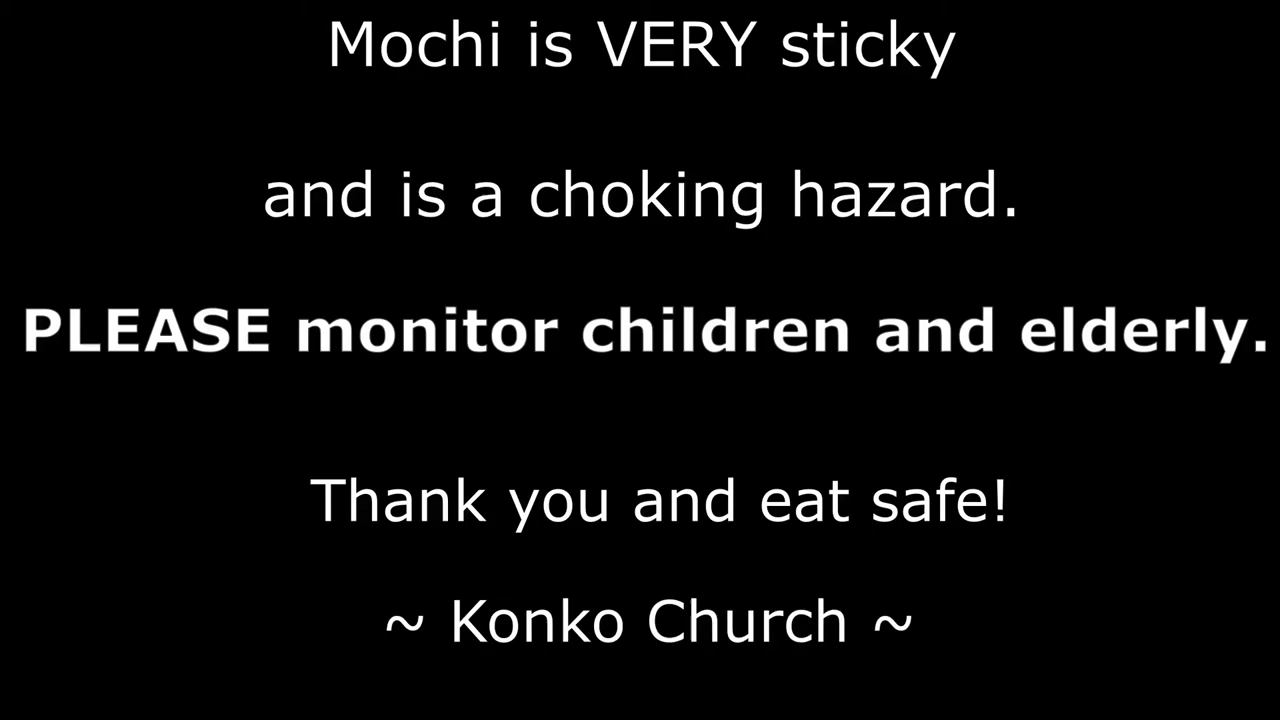 Mochi is VERY sticky
and is a choking hazard.
PLEASE monitor children and elderly.
Thank you and eat safe!
~ Konko Church ~